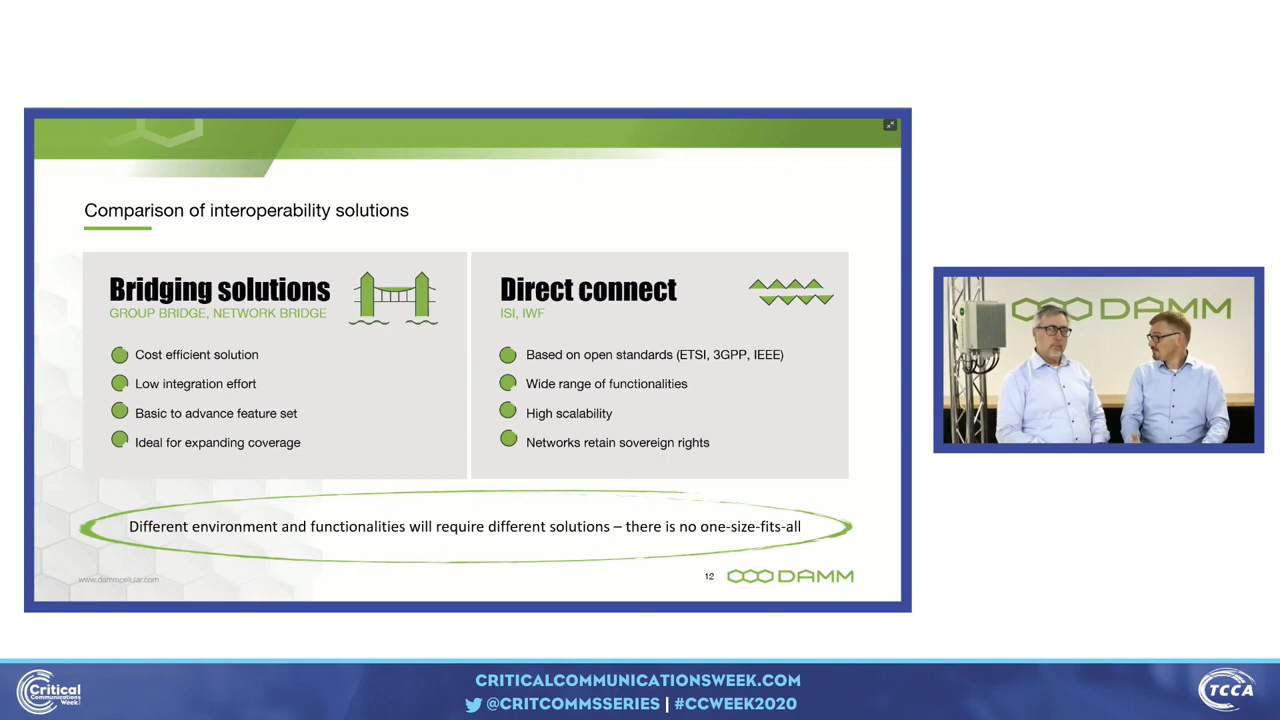 Comparison of interoperability solutions
Bridging solutions
GROUP BRIDGE, NETWORK BRIDGE
Cost efficient solution
Low integration effort
Basic to advance feature set
Ideal for expanding coverage
Direct connect
ISI, IWF
Based on open standards (ETSI, 3GPP, IEEE)
Wide range of functionalities
High scalability
Networks retain sovereign rights
Different environment and functionalities will require different solutions – there is no one-size-fits-all
www.dammcellular.com
12
DAMM
DAMM
Critical
Communications
Week
CRITICALCOMMUNICATIONSWEEK.COM
@CRITCOMMSSERIES | #CCWEEK2020
TCCA